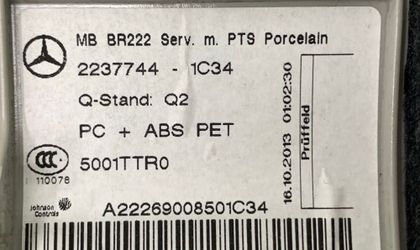 MB BR222 Serv. m. PTS Porcelain
2237744 - 1C34
Q-Stand: Q2
PC + ABS PET
5001TTR0
I 110078
Johnson
Controls
A22269008501C34
16.10.2013 01:02:30
Prüffeld